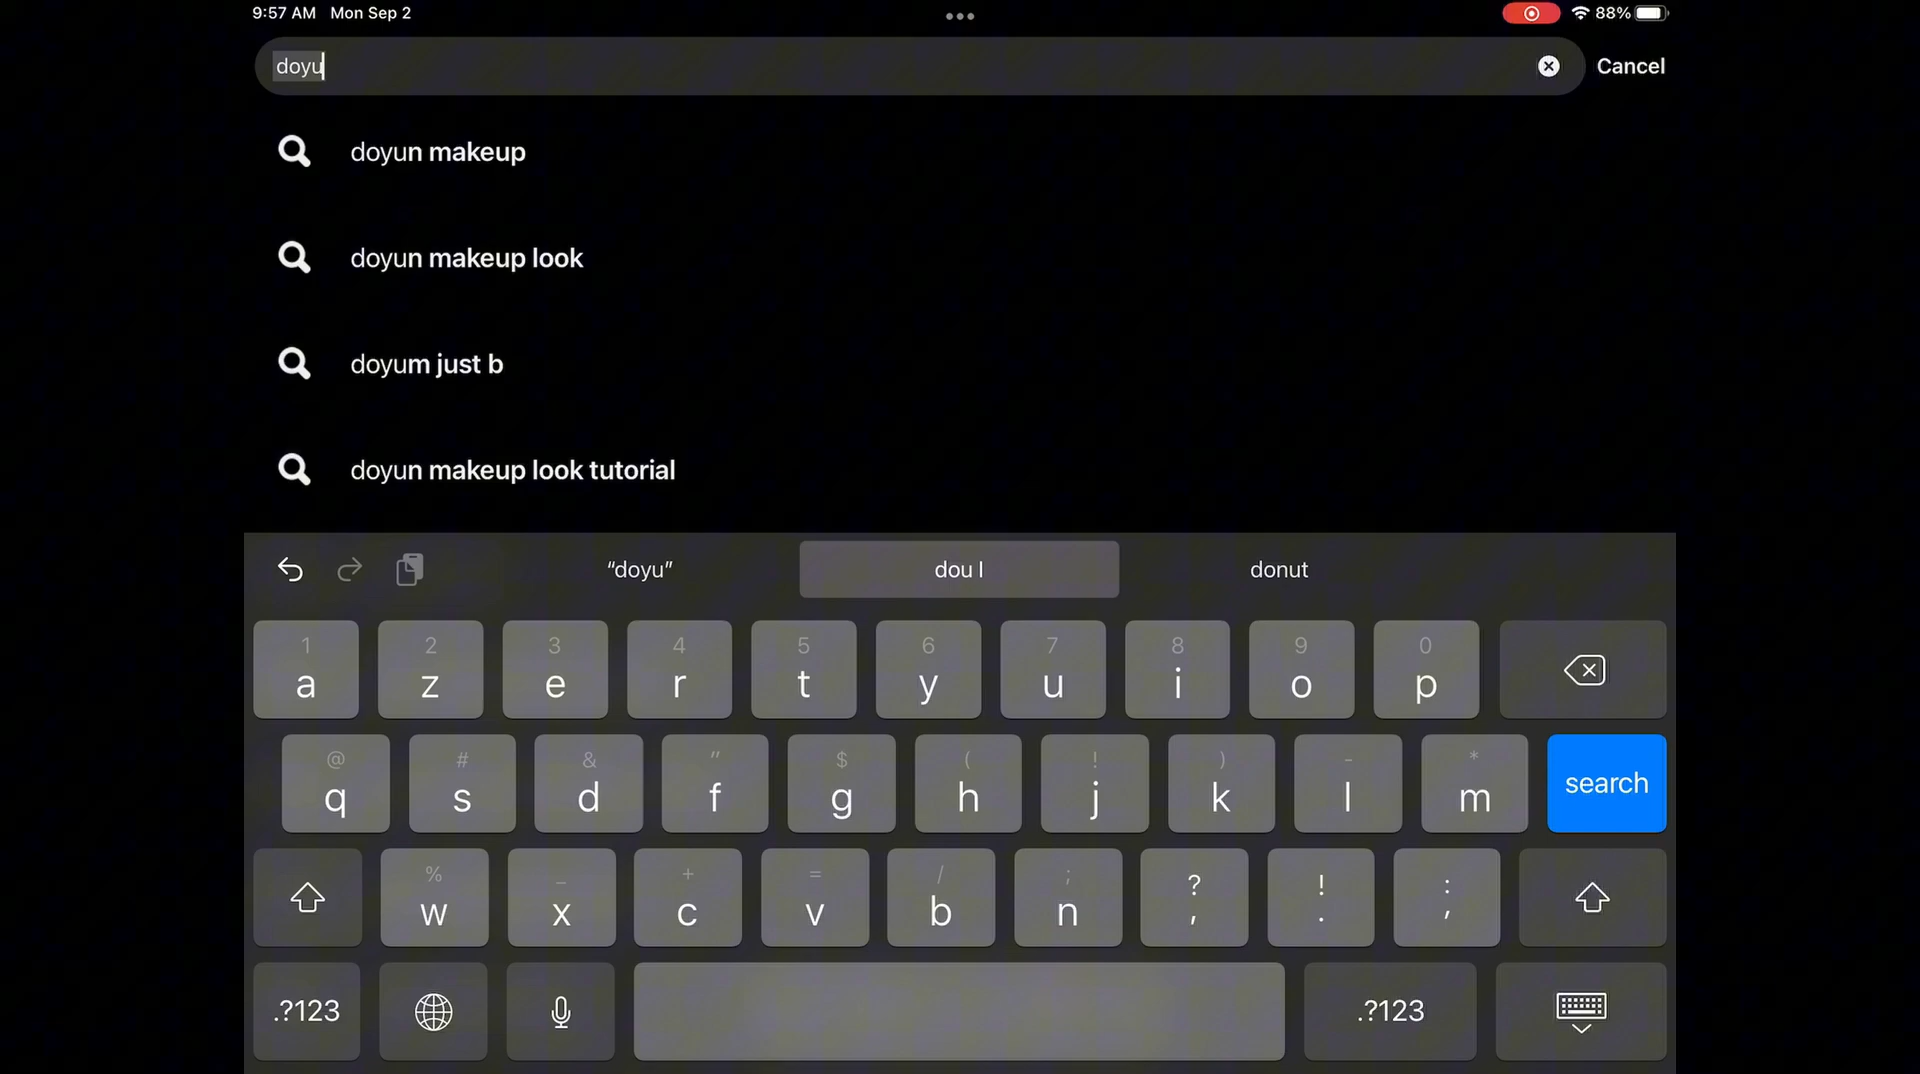 9:57 AM Mon Sep 2
88%
doyu
Cancel
doyun makeup
doyun makeup look
doyum just b
doyun makeup look tutorial
“doyu” dou I donut
1 2 3 4 5 6 7 8 9 0
a z e r t y u i o p
@ # & " $ ( ! ) - *
q s d f g h j k l m search
% _ + = / ; ? ! :
w x c v b n , . ,
.?123 .?123